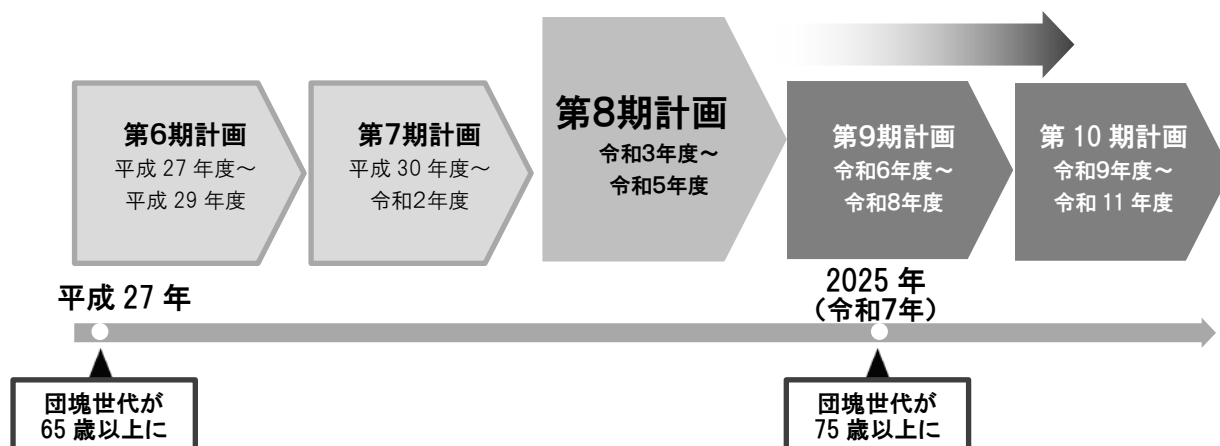 第6期計画
平成 27 年度～
平成 29 年度
第7期計画
平成 30 年度～
令和2年度
第8期計画
令和3年度～
令和5年度
第9期計画
令和6年度～
令和8年度
第 10 期計画
令和9年度～
令和 11 年度
平成 27 年
2025 年
（令和7年）
団塊世代が
65 歳以上に
団塊世代が
75 歳以上に